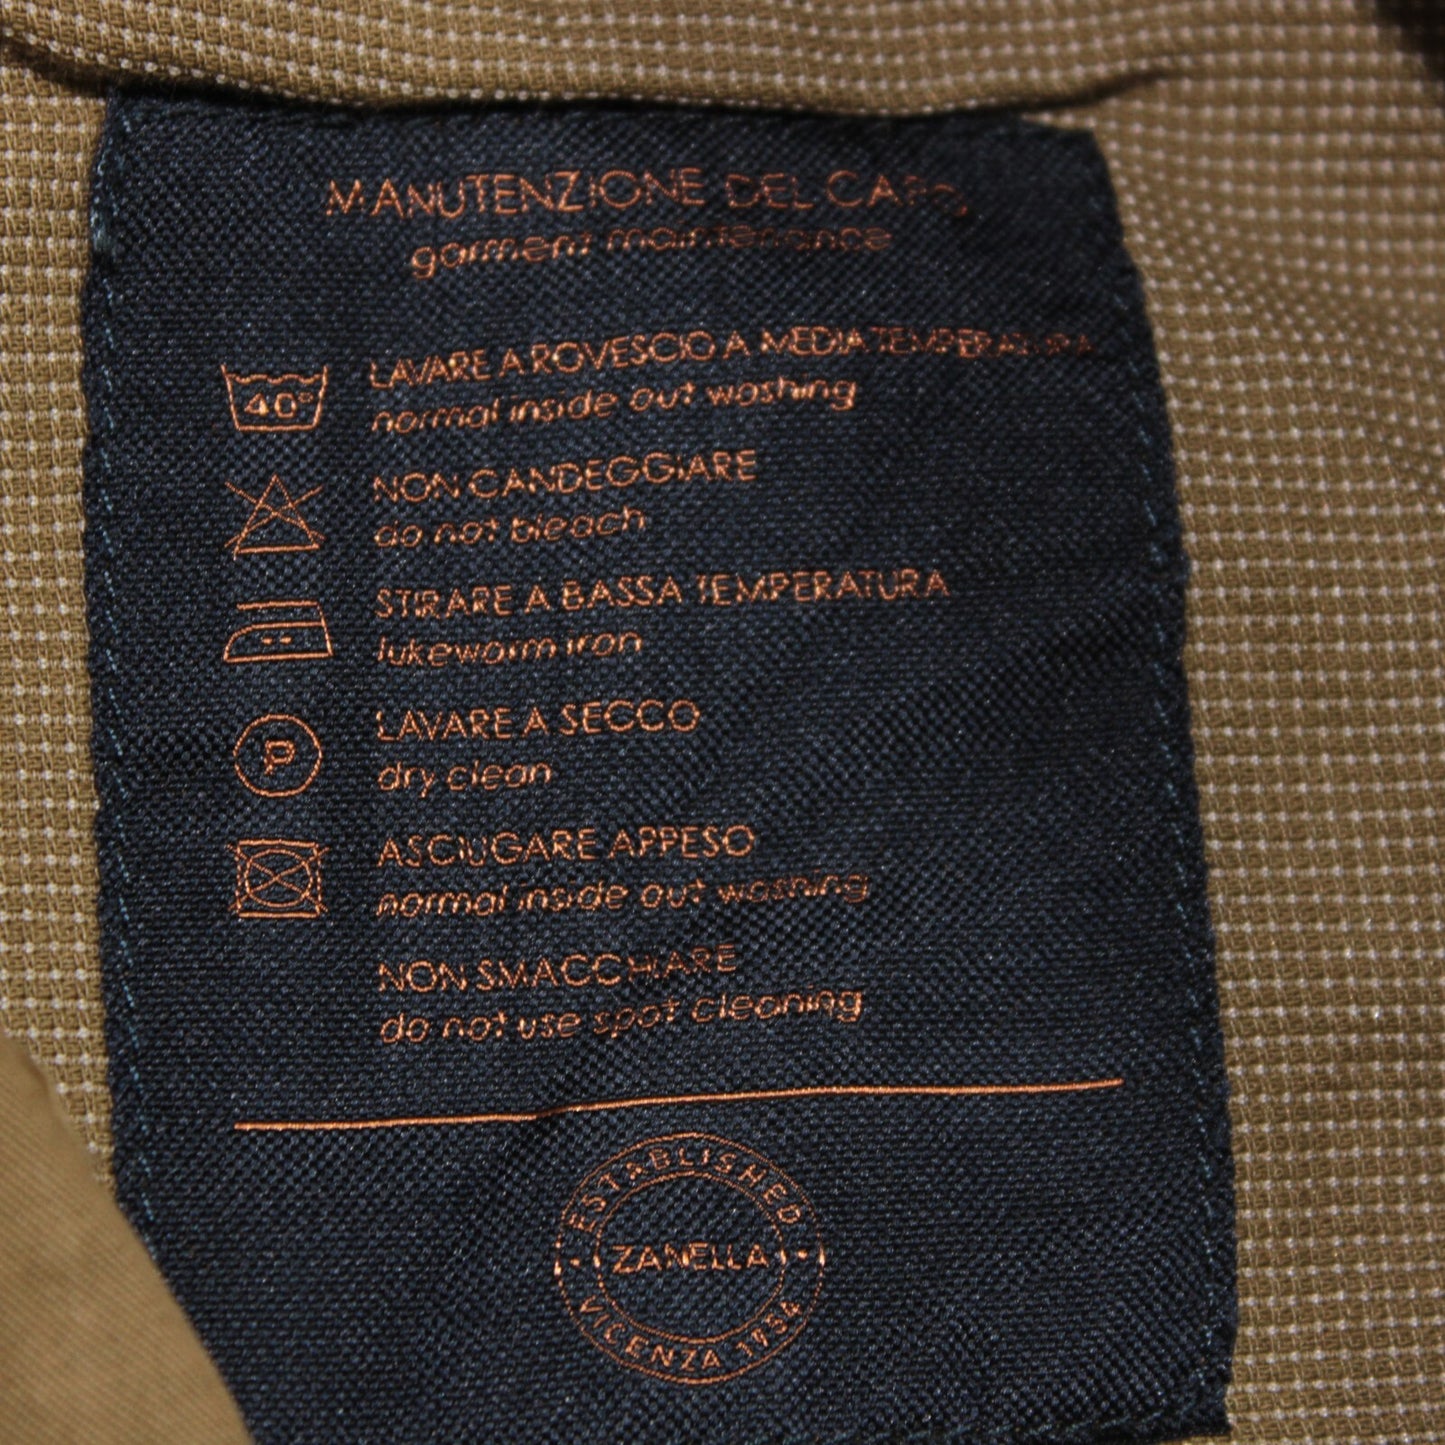 MANUTENZIONE DEL CAPO
garment maintenance
40°
LAVARE A ROVESCIO A MEDIA TEMPERATURA
normal inside out washing
NON CANDEGGIARE
do not bleach
STIRARE A BASSA TEMPERATURA
lukeworm iron
P
LAVARE A SECCO
dry clean
ASCIUGARE APPESO
normal inside out washing
NON SMACCHIARE
do not use spot cleaning
ESTABLISHED
ZANELLA
VICENZA 1954